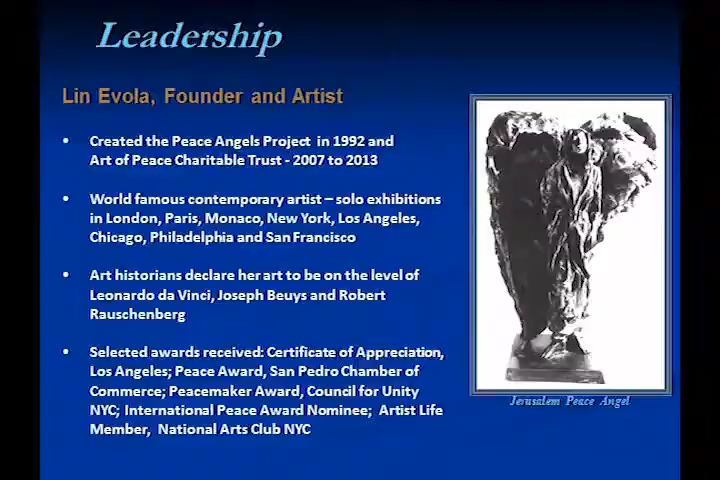 Leadership
Lin Evola, Founder and Artist
• Created the Peace Angels Project in 1992 and
Art of Peace Charitable Trust - 2007 to 2013
• World famous contemporary artist – solo exhibitions
in London, Paris, Monaco, New York, Los Angeles,
Chicago, Philadelphia and San Francisco
• Art historians declare her art to be on the level of
Leonardo da Vinci, Joseph Beuys and Robert
Rauschenberg
• Selected awards received: Certificate of Appreciation,
Los Angeles; Peace Award, San Pedro Chamber of
Commerce; Peacemaker Award, Council for Unity
NYC; International Peace Award Nominee; Artist Life
Member, National Arts Club NYC
Jerusalem Peace Angel